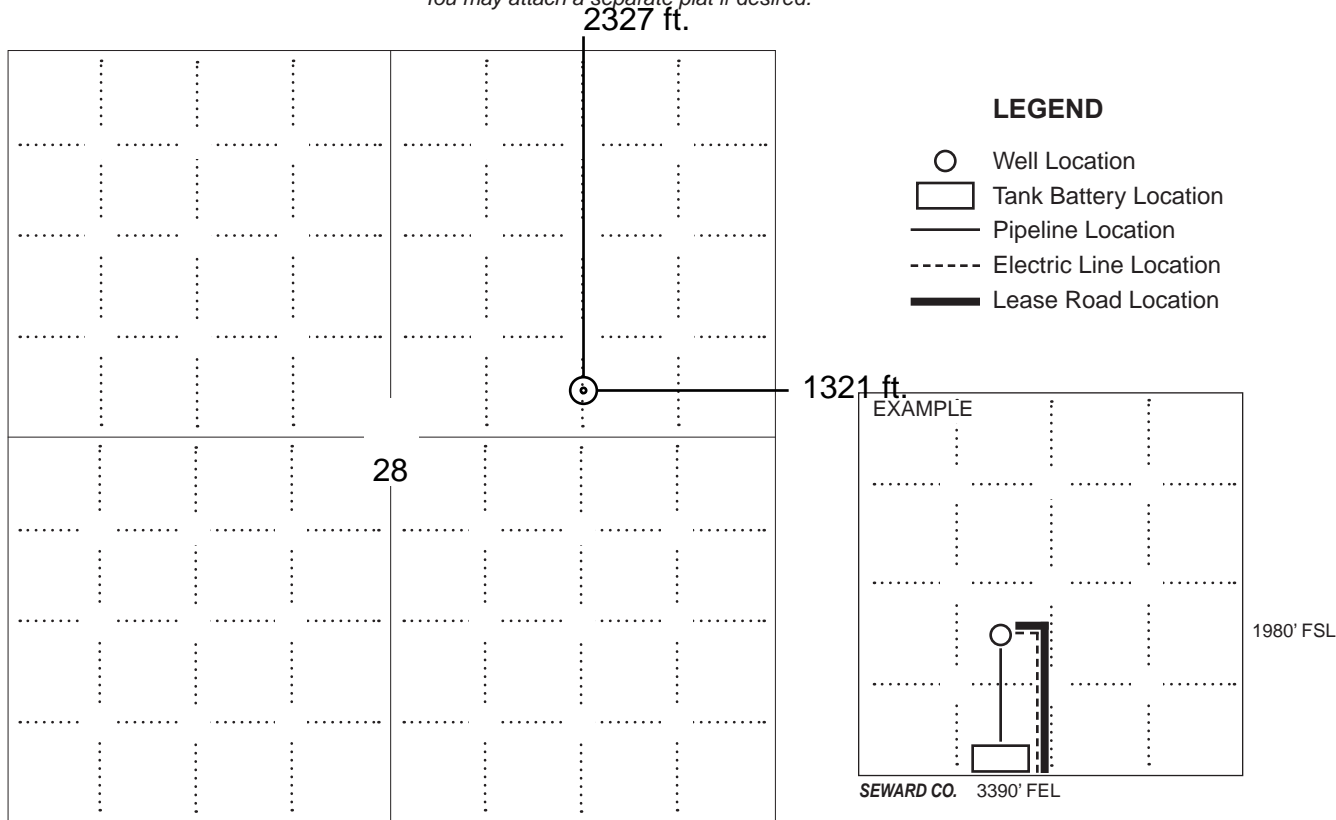 You may attach a separate plat if desired.
2327 ft.
LEGEND
Well Location
Tank Battery Location
Pipeline Location
Electric Line Location
Lease Road Location
1321 ft.
EXAMPLE
28
1980' FSL
SEWARD CO. 3390' FEL